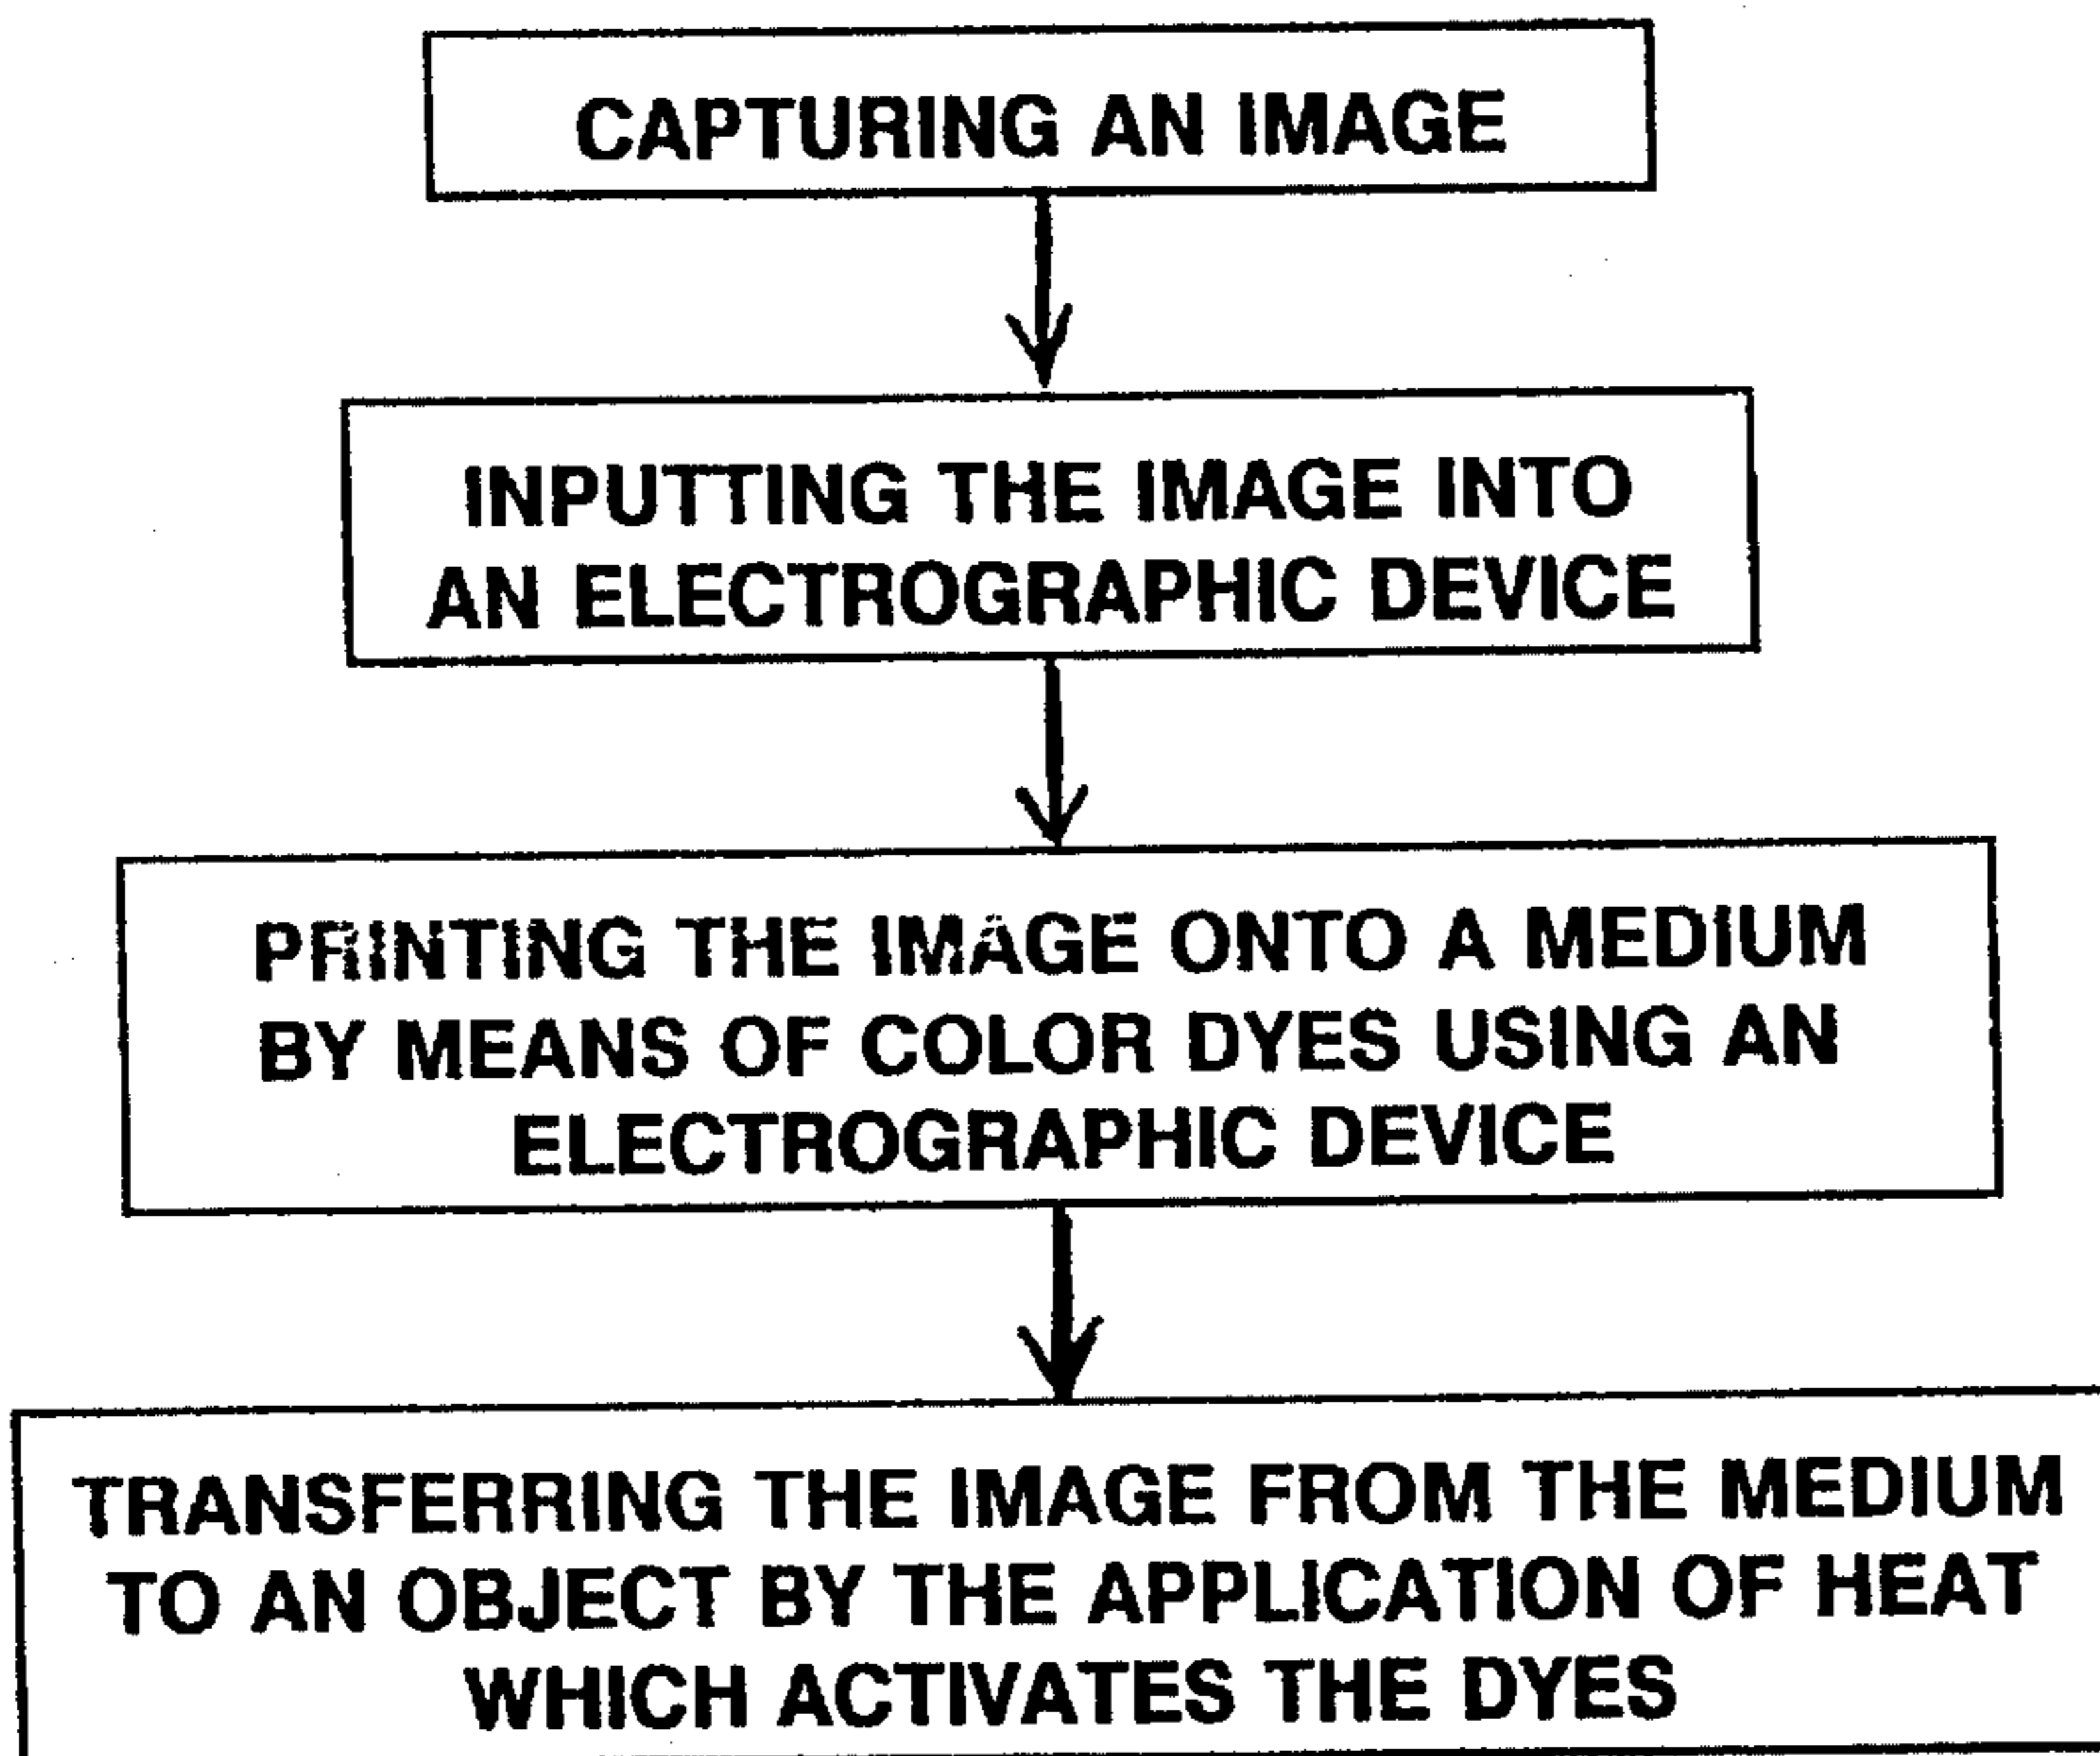 CAPTURING AN IMAGE
INPUTTING THE IMAGE INTO
AN ELECTROGRAPHIC DEVICE
PRINTING THE IMAGE ONTO A MEDIUM
BY MEANS OF COLOR DYES USING AN
ELECTROGRAPHIC DEVICE
TRANSFERRING THE IMAGE FROM THE MEDIUM
TO AN OBJECT BY THE APPLICATION OF HEAT
WHICH ACTIVATES THE DYES